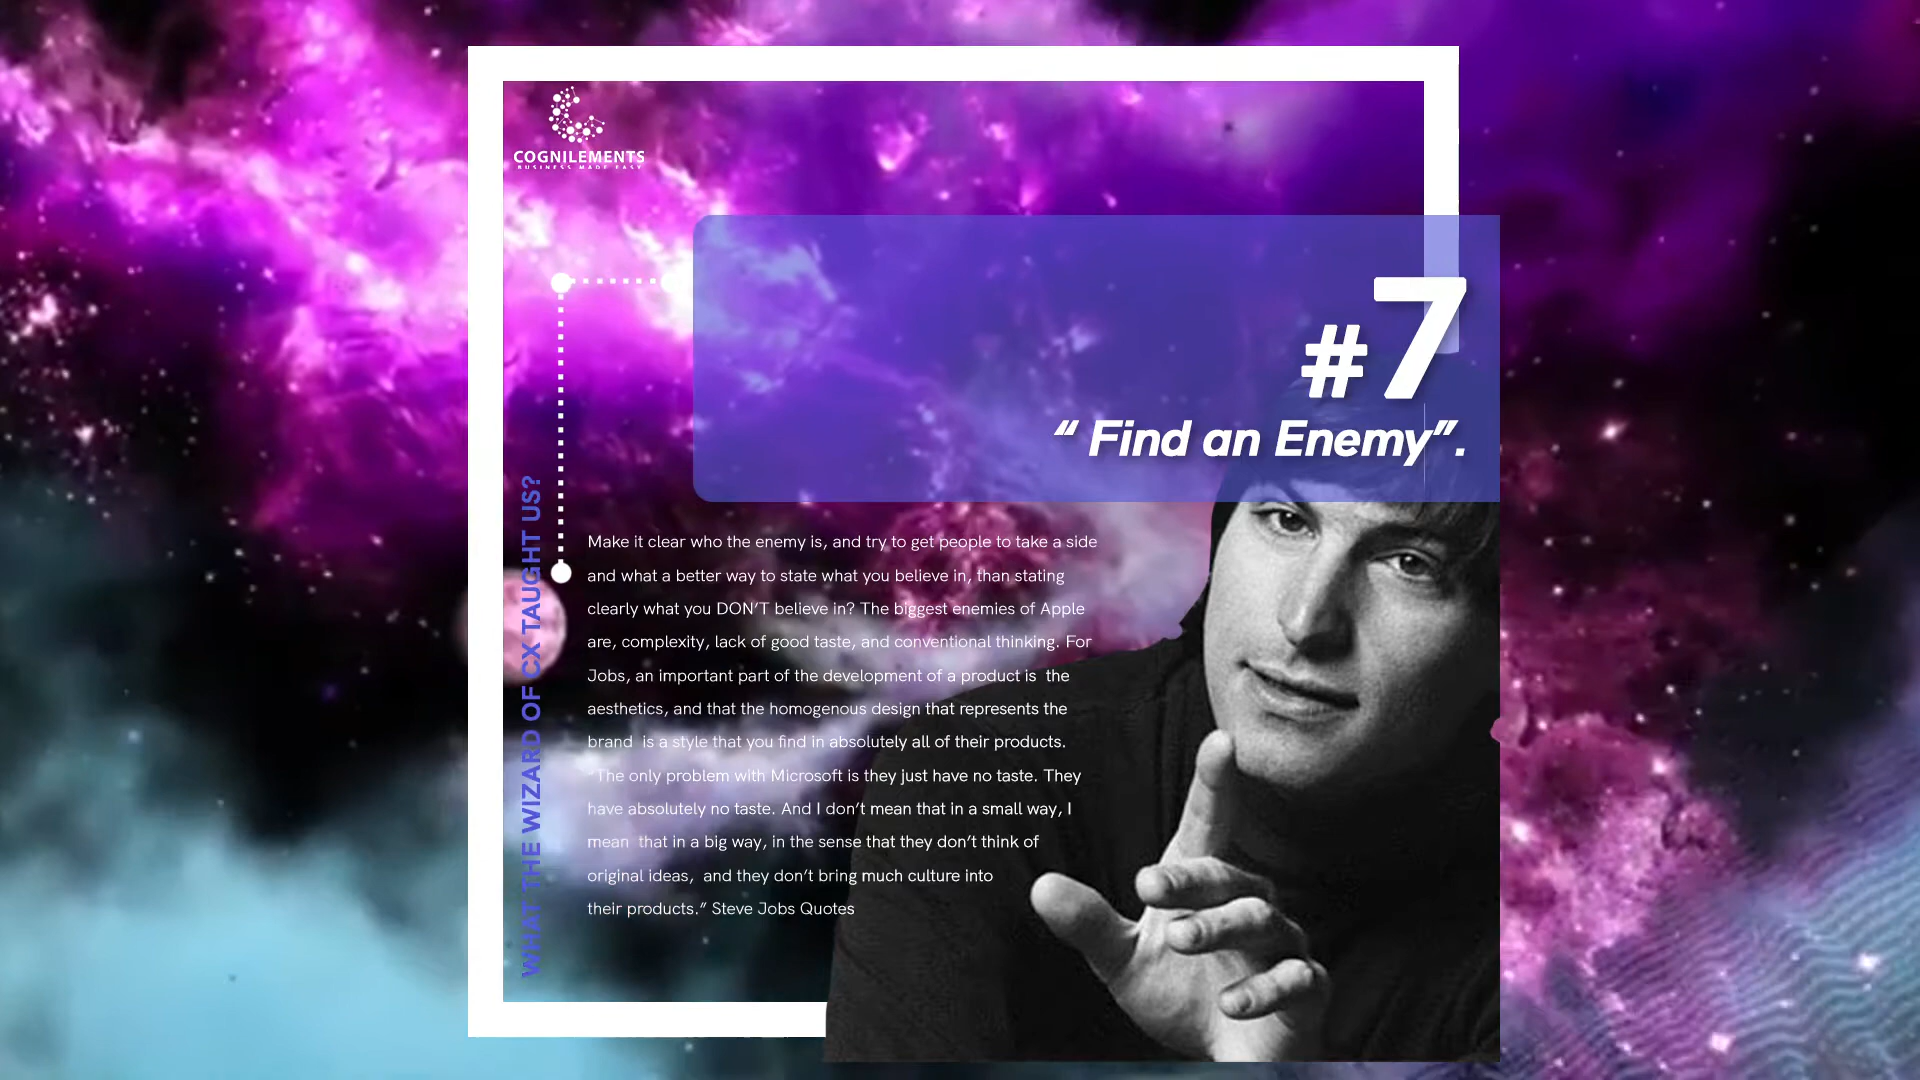 COGNILEMENTS
BUSINESS MADE EASY
#7
“ Find an Enemy”.
WHAT THE WIZARD OF CX TAUGHT US?
Make it clear who the enemy is, and try to get people to take a side
and what a better way to state what you believe in, than stating
clearly what you DON’T believe in? The biggest enemies of Apple
are, complexity, lack of good taste, and conventional thinking. For
Jobs, an important part of the development of a product is  the
aesthetics, and that the homogenous design that represents the
brand  is a style that you find in absolutely all of their products.
“The only problem with Microsoft is they just have no taste. They
have absolutely no taste. And I don’t mean that in a small way, I
mean  that in a big way, in the sense that they don’t think of
original ideas,  and they don’t bring much culture into
their products.” Steve Jobs Quotes